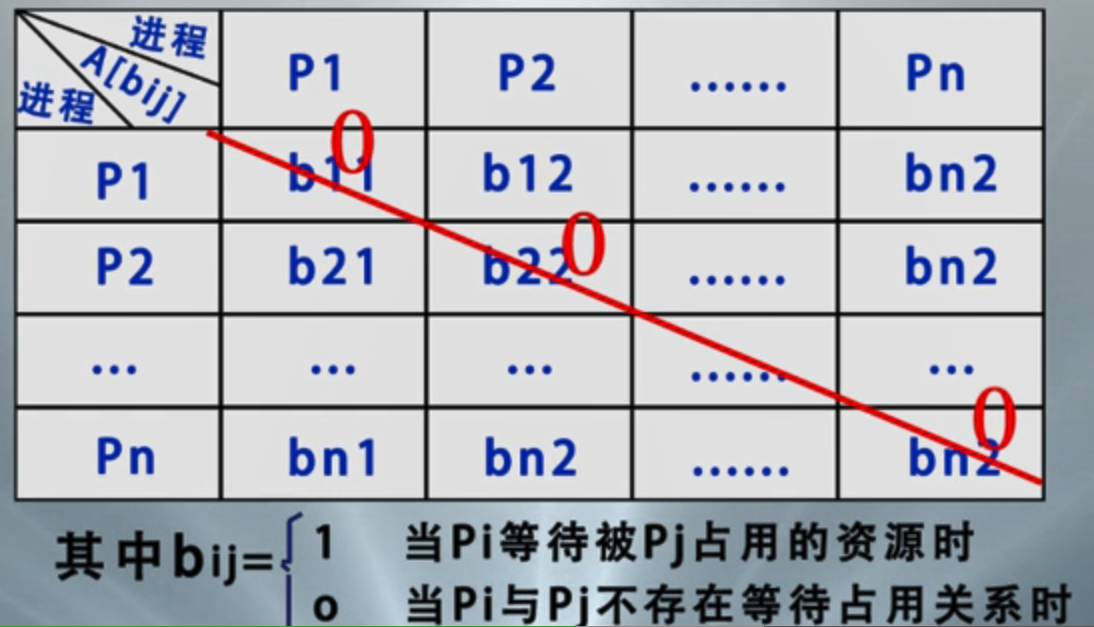 进程
A[bij]
进程
P1 P2 …… Pn
0
P1 b11 b12 …… bn2
0
P2 b21 b22 …… bn2
… … … …… …
0
Pn bn1 bn2 …… bn2
其中bij={ 1 当Pi等待被Pj占用的资源时
o 当Pi与Pj不存在等待占用关系时